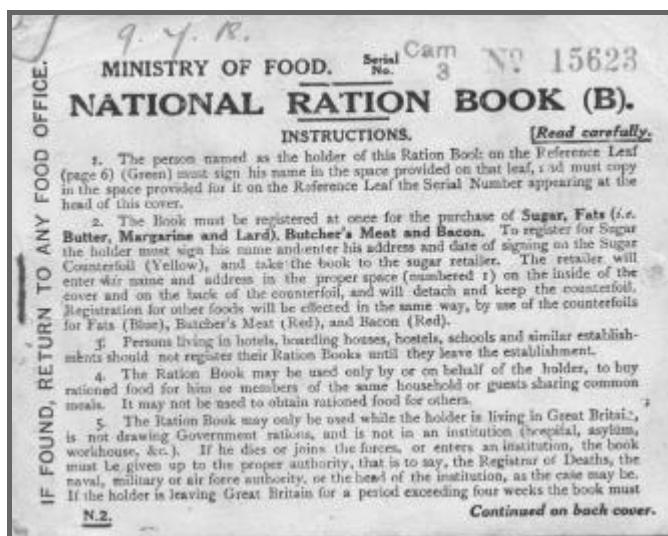 9. 7. 18.
MINISTRY OF FOOD. Serial No. Cam 3 No 15623
NATIONAL RATION BOOK (B).
INSTRUCTIONS. [Read carefully.
1. The person named as the holder of this Ration Book on the Reference Leaf
(page 6) (Green) must sign his name in the space provided on that leaf, and must copy
in the space provided for it on the Reference Leaf the Serial Number appearing at the
head of this cover.
2. The Book must be registered at once for the purchase of Sugar, Fats (i.e.
Butter, Margarine and Lard), Butcher's Meat and Bacon. To register for Sugar
the holder must sign his name and enter his address and date of signing on the Sugar
Counterfoil (Yellow), and take the book to the sugar retailer. The retailer will
enter his name and address in the proper space (numbered 1) on the inside of the
cover and on the back of the counterfoil, and will detach and keep the counterfoil.
Registration for other foods will be effected in the same way, by use of the counterfoils
for Fats (Blue), Butcher's Meat (Red), and Bacon (Red).
3. Persons living in hotels, boarding houses, hostels, schools and similar establish-
ments should not register their Ration Books until they leave the establishment.
4. The Ration Book may be used only by or on behalf of the holder, to buy
rationed food for him or members of the same household or guests sharing common
meals. It may not be used to obtain rationed food for others.
5. The Ration Book may only be used while the holder is living in Great Britain,
is not drawing Government rations, and is not in an institution (hospital, asylum,
workhouse, &c.). If he dies or joins the forces, or enters an institution, the book
must be given up to the proper authority, that is to say, the Registrar of Deaths, the
naval, military or air force authority, or the head of the institution, as the case may be.
If the holder is leaving Great Britain for a period exceeding four weeks the book must
N.2. Continued on back cover.
IF FOUND, RETURN TO ANY FOOD OFFICE.